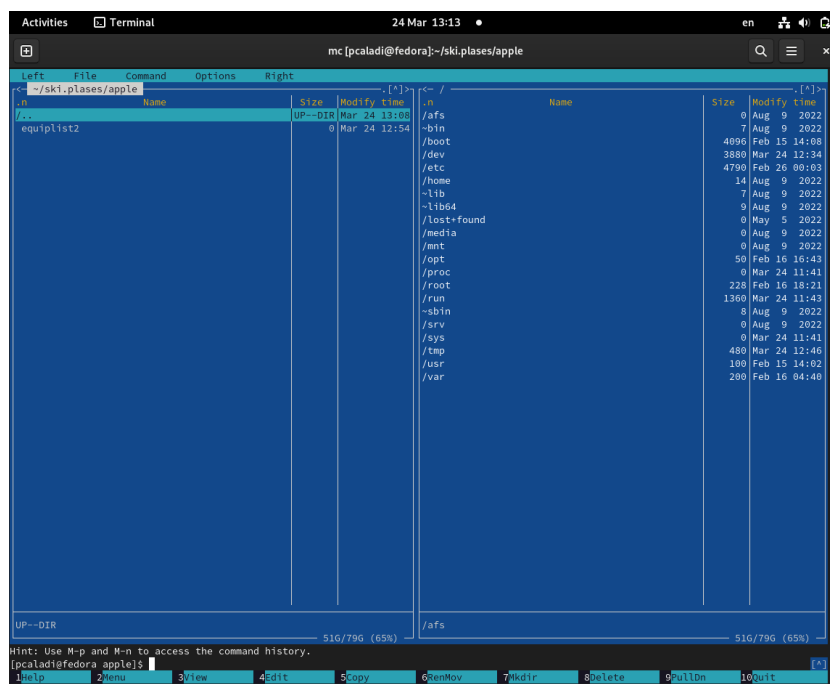 Activities Terminal 24 Mar 13:13 en
mc [pcaladi@fedora]:~/ski.plases/apple
Left File Command Options Right
<─ ~/ski.plases/apple .[^]>
.n Name Size Modify time
/.. UP--DIR Mar 24 13:08
equiplist2 0 Mar 24 12:54
UP--DIR
51G/79G (65%)
<─ / .[^]>
.n Name Size Modify time
/afs 0 Aug 9 2022
~bin 7 Aug 9 2022
/boot 4096 Feb 15 14:08
/dev 3880 Mar 24 12:34
/etc 4790 Feb 26 00:03
/home 14 Aug 9 2022
~lib 7 Aug 9 2022
~lib64 9 Aug 9 2022
/lost+found 0 May 5 2022
/media 0 Aug 9 2022
/mnt 0 Aug 9 2022
/opt 50 Feb 16 16:43
/proc 0 Mar 24 11:41
/root 228 Feb 16 18:21
/run 1360 Mar 24 11:43
~sbin 8 Aug 9 2022
/srv 0 Aug 9 2022
/sys 0 Mar 24 11:41
/tmp 480 Mar 24 12:46
/usr 100 Feb 15 14:02
/var 200 Feb 16 04:40
/afs
51G/79G (65%)
Hint: Use M-p and M-n to access the command history.
[pcaladi@fedora apple]$ [^]
1Help 2Menu 3View 4Edit 5Copy 6RenMov 7Mkdir 8Delete 9PullDn 10Quit